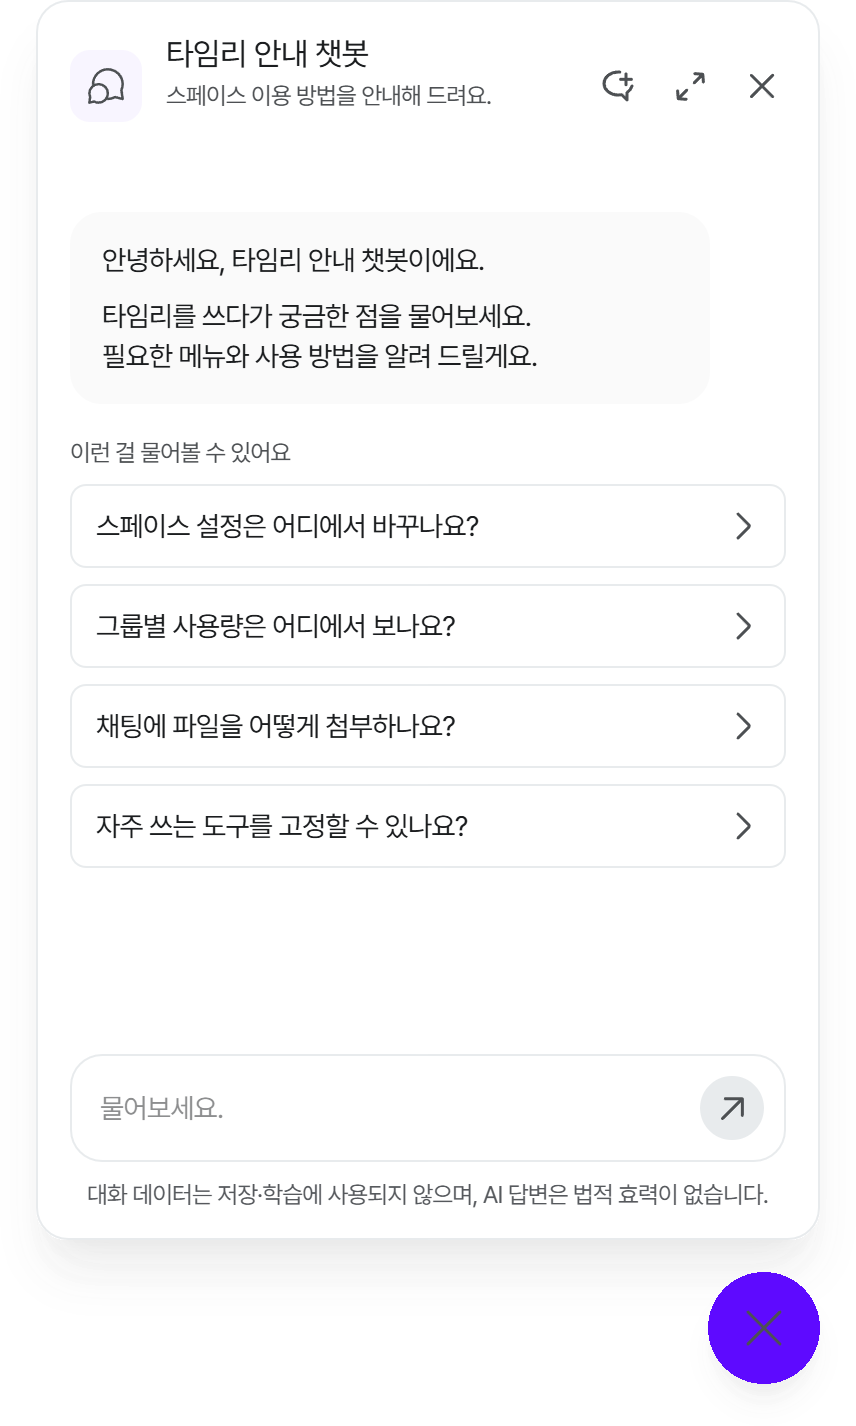 타임리 안내 챗봇
스페이스 이용 방법을 안내해 드려요.
안녕하세요, 타임리 안내 챗봇이에요.
타임리를 쓰다가 궁금한 점을 물어보세요.
필요한 메뉴와 사용 방법을 알려 드릴게요.
이런 걸 물어볼 수 있어요
스페이스 설정은 어디에서 바꾸나요?
그룹별 사용량은 어디에서 보나요?
채팅에 파일을 어떻게 첨부하나요?
자주 쓰는 도구를 고정할 수 있나요?
물어보세요.
대화 데이터는 저장·학습에 사용되지 않으며, AI 답변은 법적 효력이 없습니다.